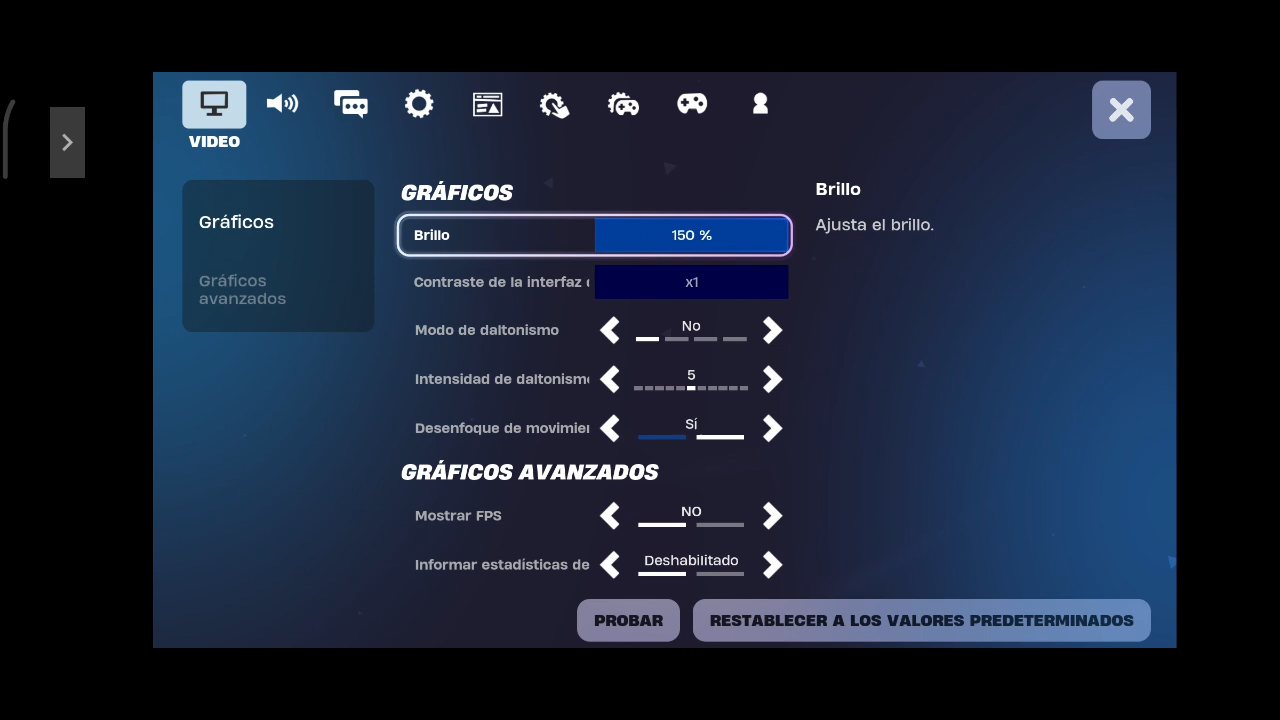 VIDEO
Gráficos
Gráficos
avanzados
GRÁFICOS
Brillo
150 %
Contraste de la interfaz
x1
Modo de daltonismo
No
Intensidad de daltonismo
5
Desenfoque de movimier
Sí
GRÁFICOS AVANZADOS
Mostrar FPS
NO
Informar estadísticas de
Deshabilitado
Brillo
Ajusta el brillo.
PROBAR
RESTABLECER A LOS VALORES PREDETERMINADOS